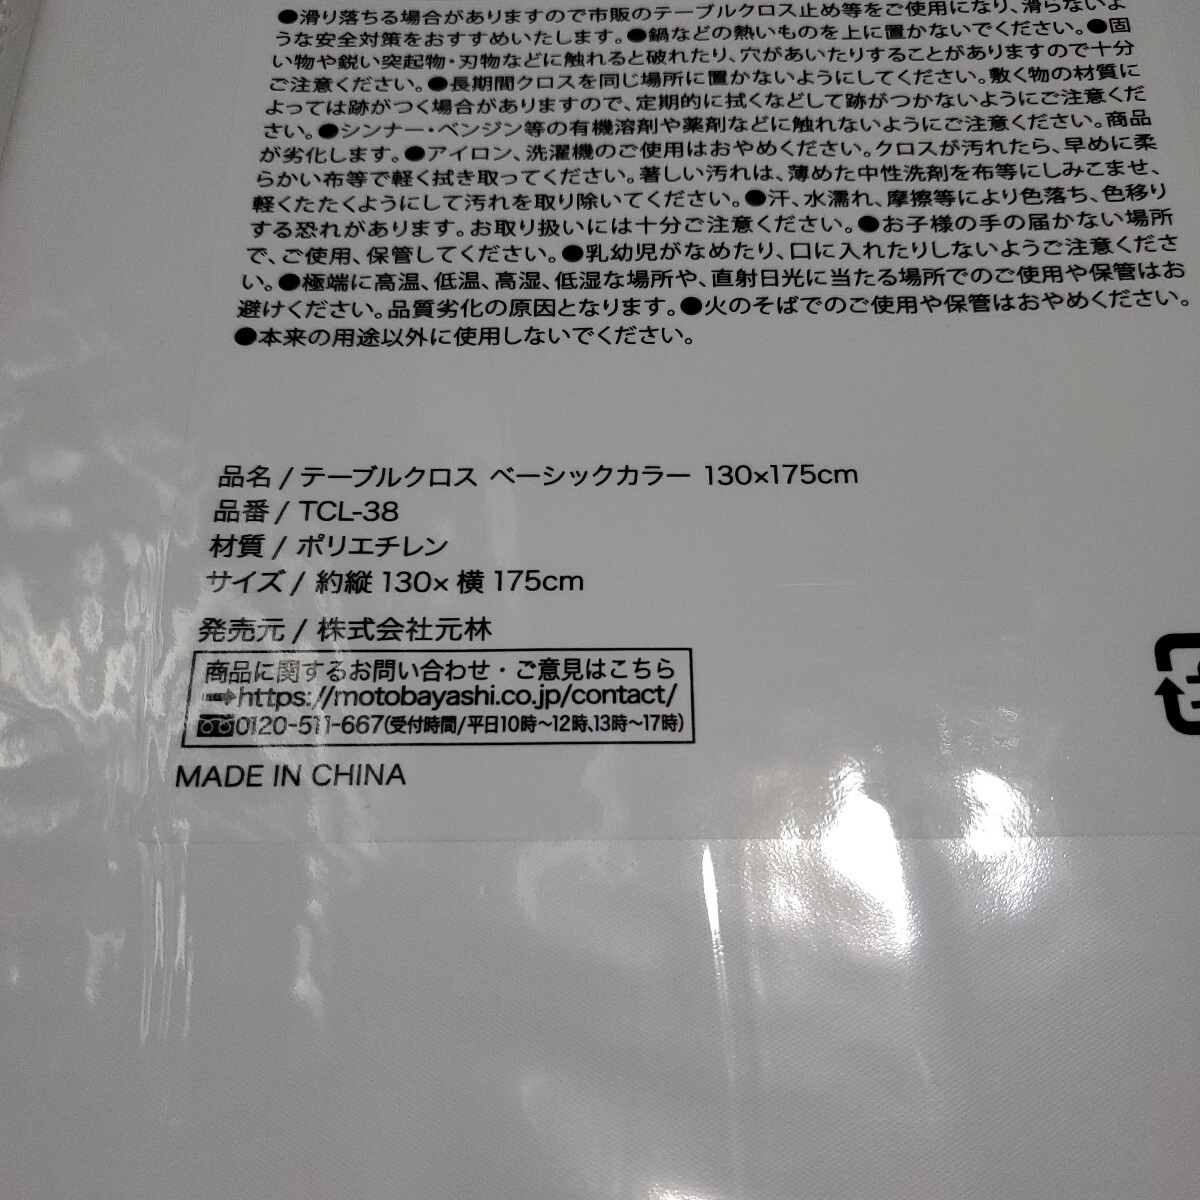 ●滑り落ちる場合がありますので市販のテーブルクロス止め等をご使用になり、滑らないよ
うな安全対策をおすすめいたします。●鍋などの熱いものを上に置かないでください。●固
い物や鋭い突起物・刃物などに触れると破れたり、穴があいたりすることがありますので十分
ご注意ください。●長期間クロスを同じ場所に置かないようにしてください。敷く物の材質に
よっては跡がつく場合がありますので、定期的に拭くなどして跡がつかないようにご注意くだ
さい。●シンナー・ベンジン等の有機溶剤や薬剤などに触れないようにご注意ください。商品
が劣化します。●アイロン、洗濯機のご使用はおやめください。クロスが汚れたら、早めに柔
らかい布等で軽く拭き取ってください。著しい汚れは、薄めた中性洗剤を布等にしみこませ、
軽くたたくようにして汚れを取り除いてください。●汗、水濡れ、摩擦等により色落ち、色移り
する恐れがあります。お取り扱いには十分ご注意ください。●お子様の手の届かない場所
で、ご使用、保管してください。●乳幼児がなめたり、口に入れたりしないようご注意くださ
い。●極端に高温、低温、高湿、低湿な場所や、直射日光に当たる場所でのご使用や保管はお
避けください。品質劣化の原因となります。●火のそばでのご使用や保管はおやめください。
●本来の用途以外に使用しないでください。
品名 / テーブルクロス ベーシックカラー 130×175cm
品番 / TCL-38
材質 / ポリエチレン
サイズ / 約縦 130× 横 175cm
発売元 / 株式会社元林
商品に関するお問い合わせ・ご意見はこちら
https://motobayashi.co.jp/contact/
0120-511-667(受付時間/平日10時〜12時、13時〜17時)
MADE IN CHINA